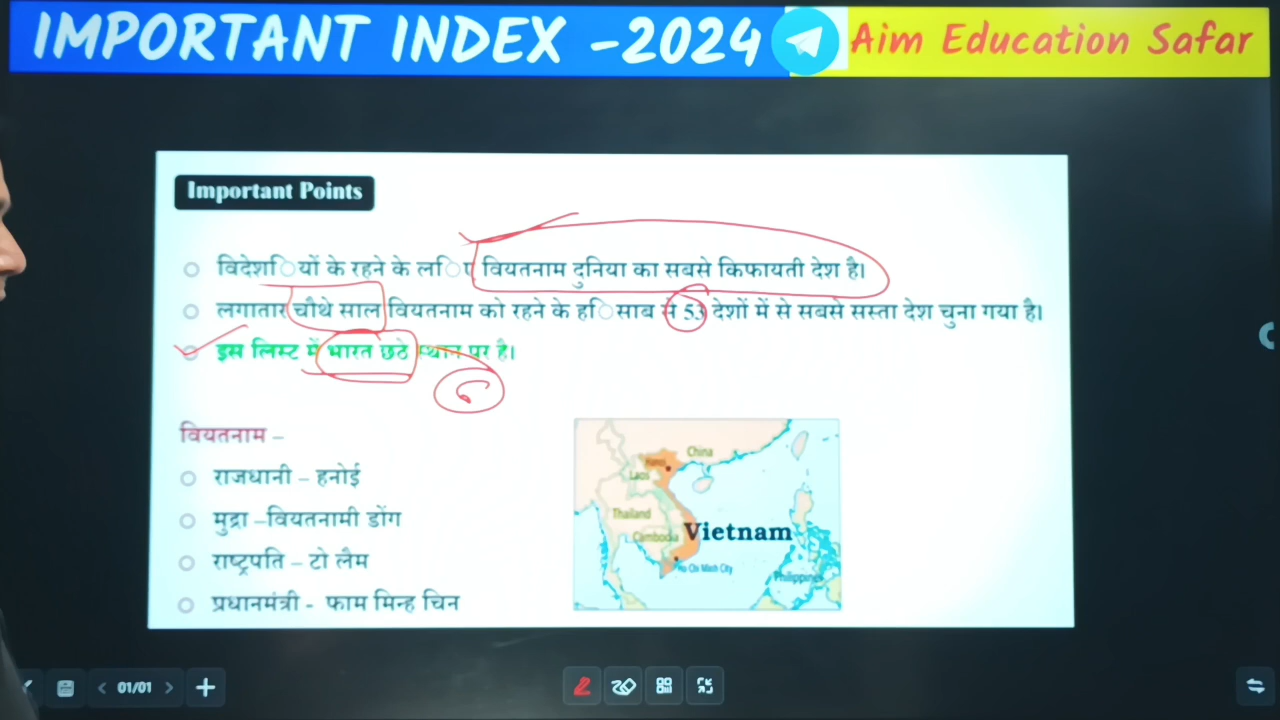 IMPORTANT INDEX -2024 Aim Education Safar
Important Points
विदेश​ियों के रहने के ल​िए वियतनाम दुनिया का सबसे किफायती देश है।
लगातार चौथे साल वियतनाम को रहने के ह​िसाब से 53 देशों में से सबसे सस्ता देश चुना गया है।
इस लिस्ट में भारत छठे स्थान पर है।
6
वियतनाम –
राजधानी – हनोई
मुद्रा –वियतनामी डोंग
राष्ट्रपति – टो लैम
प्रधानमंत्री - फाम मिन्ह चिन
China
Hanoi
Laos
Thailand
Vietnam
Cambodia
Ho Chi Minh City
Philippines
01/01